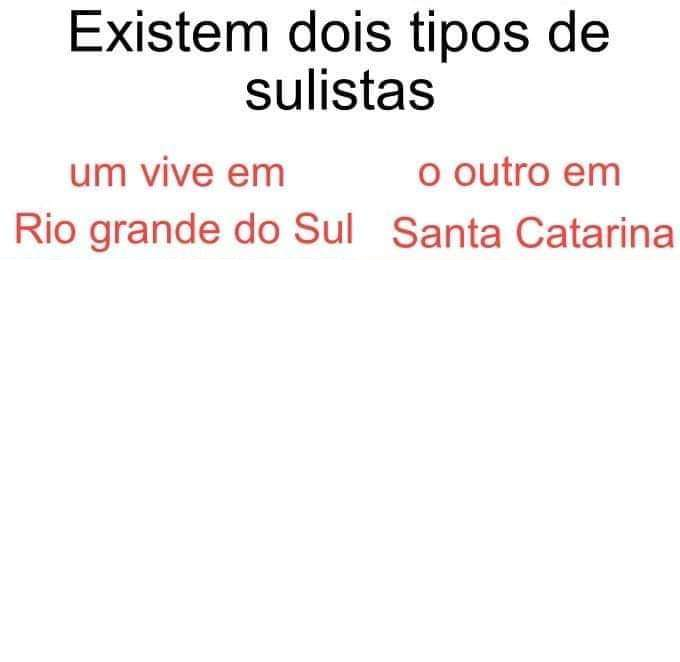 Existem dois tipos de
sulistas
um vive em
Rio grande do Sul
o outro em
Santa Catarina